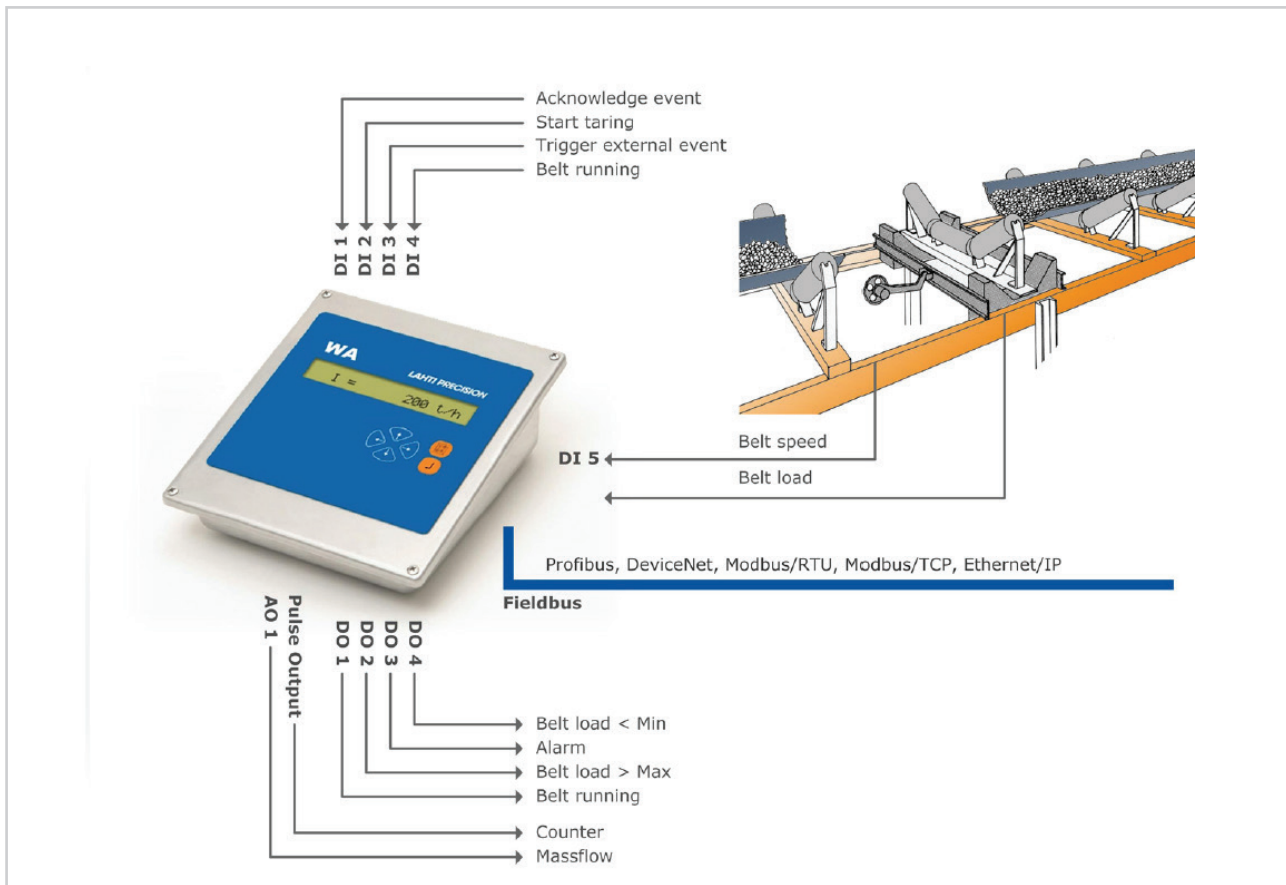 Acknowledge event
Start taring
Trigger external event
Belt running
DI 1
DI 2
DI 3
DI 4
WA
LAHTI PRECISION
I =
200 t/h
Belt speed
DI 5
Belt load
Profibus, DeviceNet, Modbus/RTU, Modbus/TCP, Ethernet/IP
Fieldbus
AO 1
Pulse Output
DO 1
DO 2
DO 3
DO 4
Belt load < Min
Alarm
Belt load > Max
Belt running
Counter
Massflow